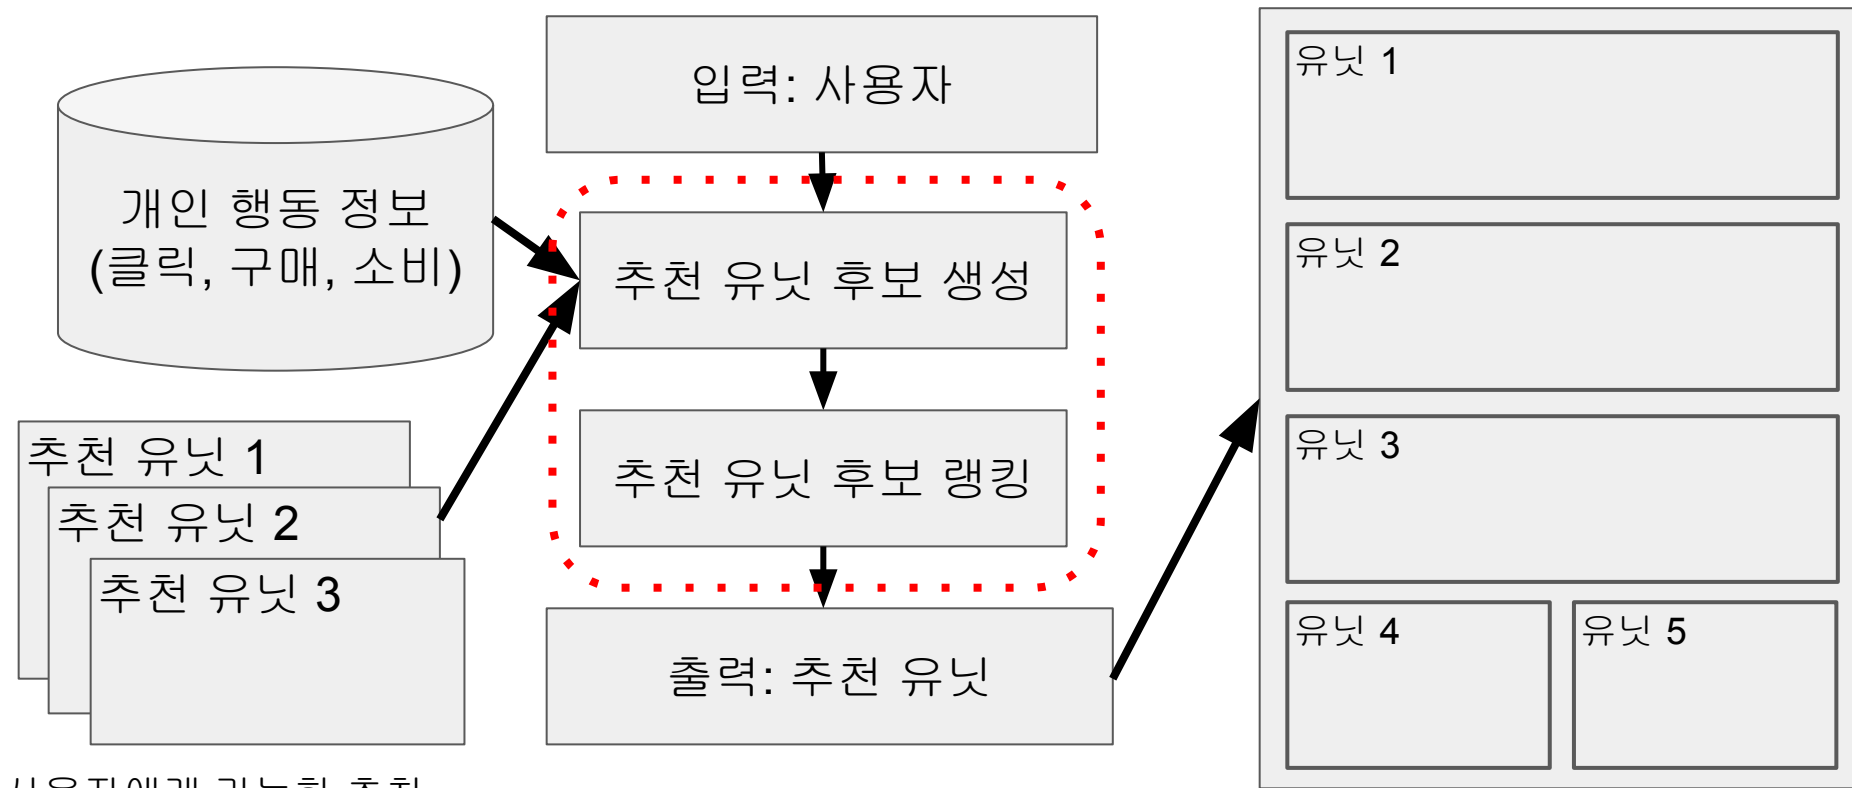 입력: 사용자
개인 행동 정보
(클릭, 구매, 소비)
추천 유닛 후보 생성
추천 유닛 후보 랭킹
출력: 추천 유닛
추천 유닛 1
추천 유닛 2
추천 유닛 3
유닛 1
유닛 2
유닛 3
유닛 4
유닛 5